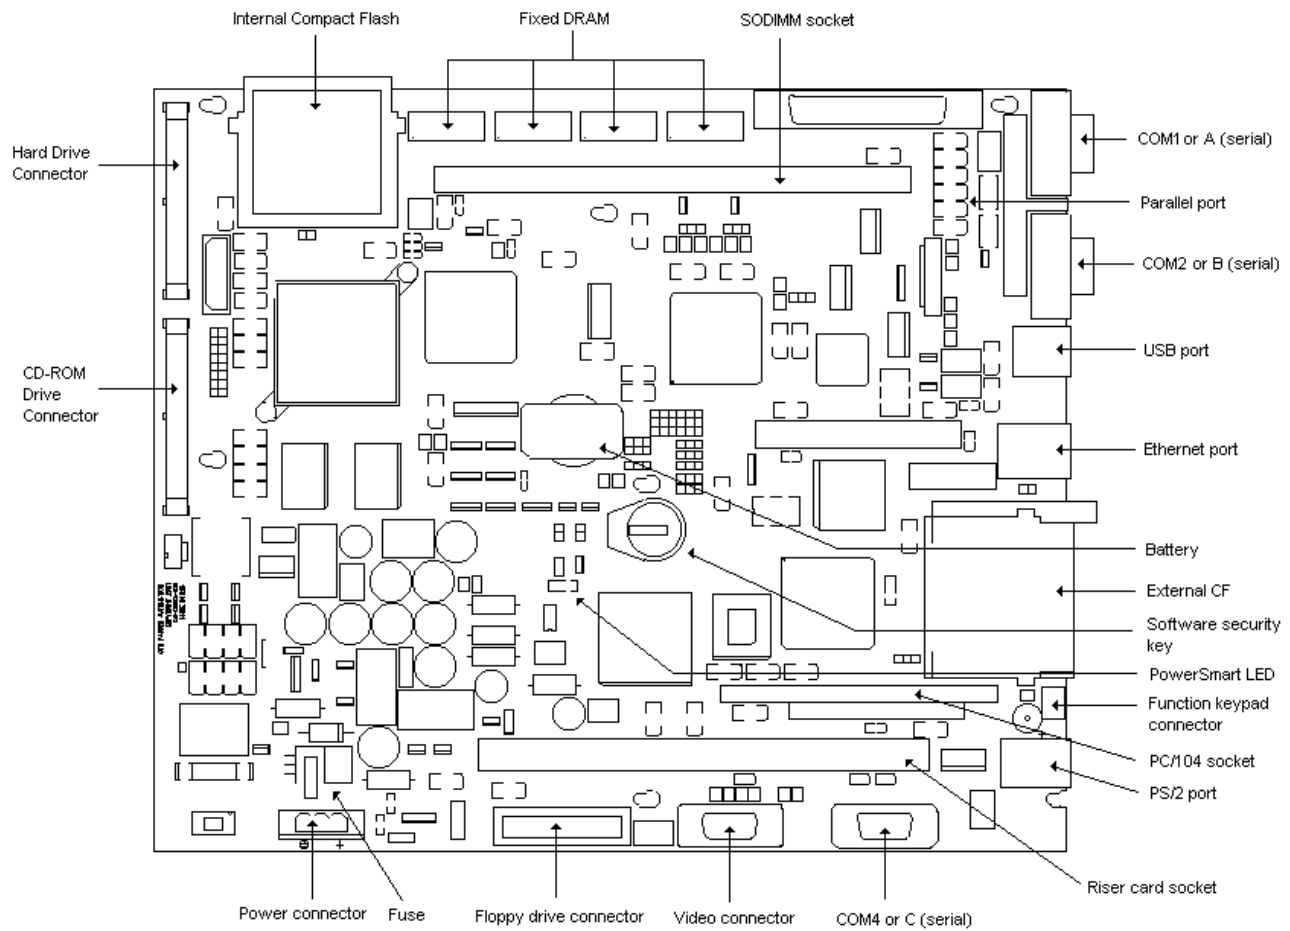 Internal Compact Flash
Fixed DRAM
SODIMM socket
Hard Drive
Connector
COM1 or A (serial)
Parallel port
COM2 or B (serial)
USB port
CD-ROM
Drive
Connector
Ethernet port
Battery
External CF
Software security
key
PowerSmart LED
Function keypad
connector
PC/104 socket
PS/2 port
Riser card socket
Power connector
Fuse
Floppy drive connector
Video connector
COM4 or C (serial)